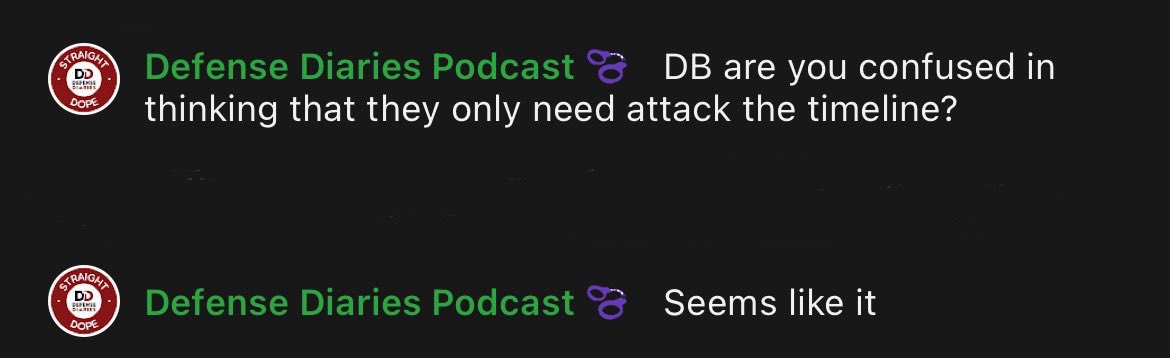 STRAIGHT
DD
DEFENSE
DIARIES
DOPE
Defense Diaries Podcast DB are you confused in
thinking that they only need attack the timeline?
STRAIGHT
DD
DEFENSE
DIARIES
DOPE
Defense Diaries Podcast Seems like it